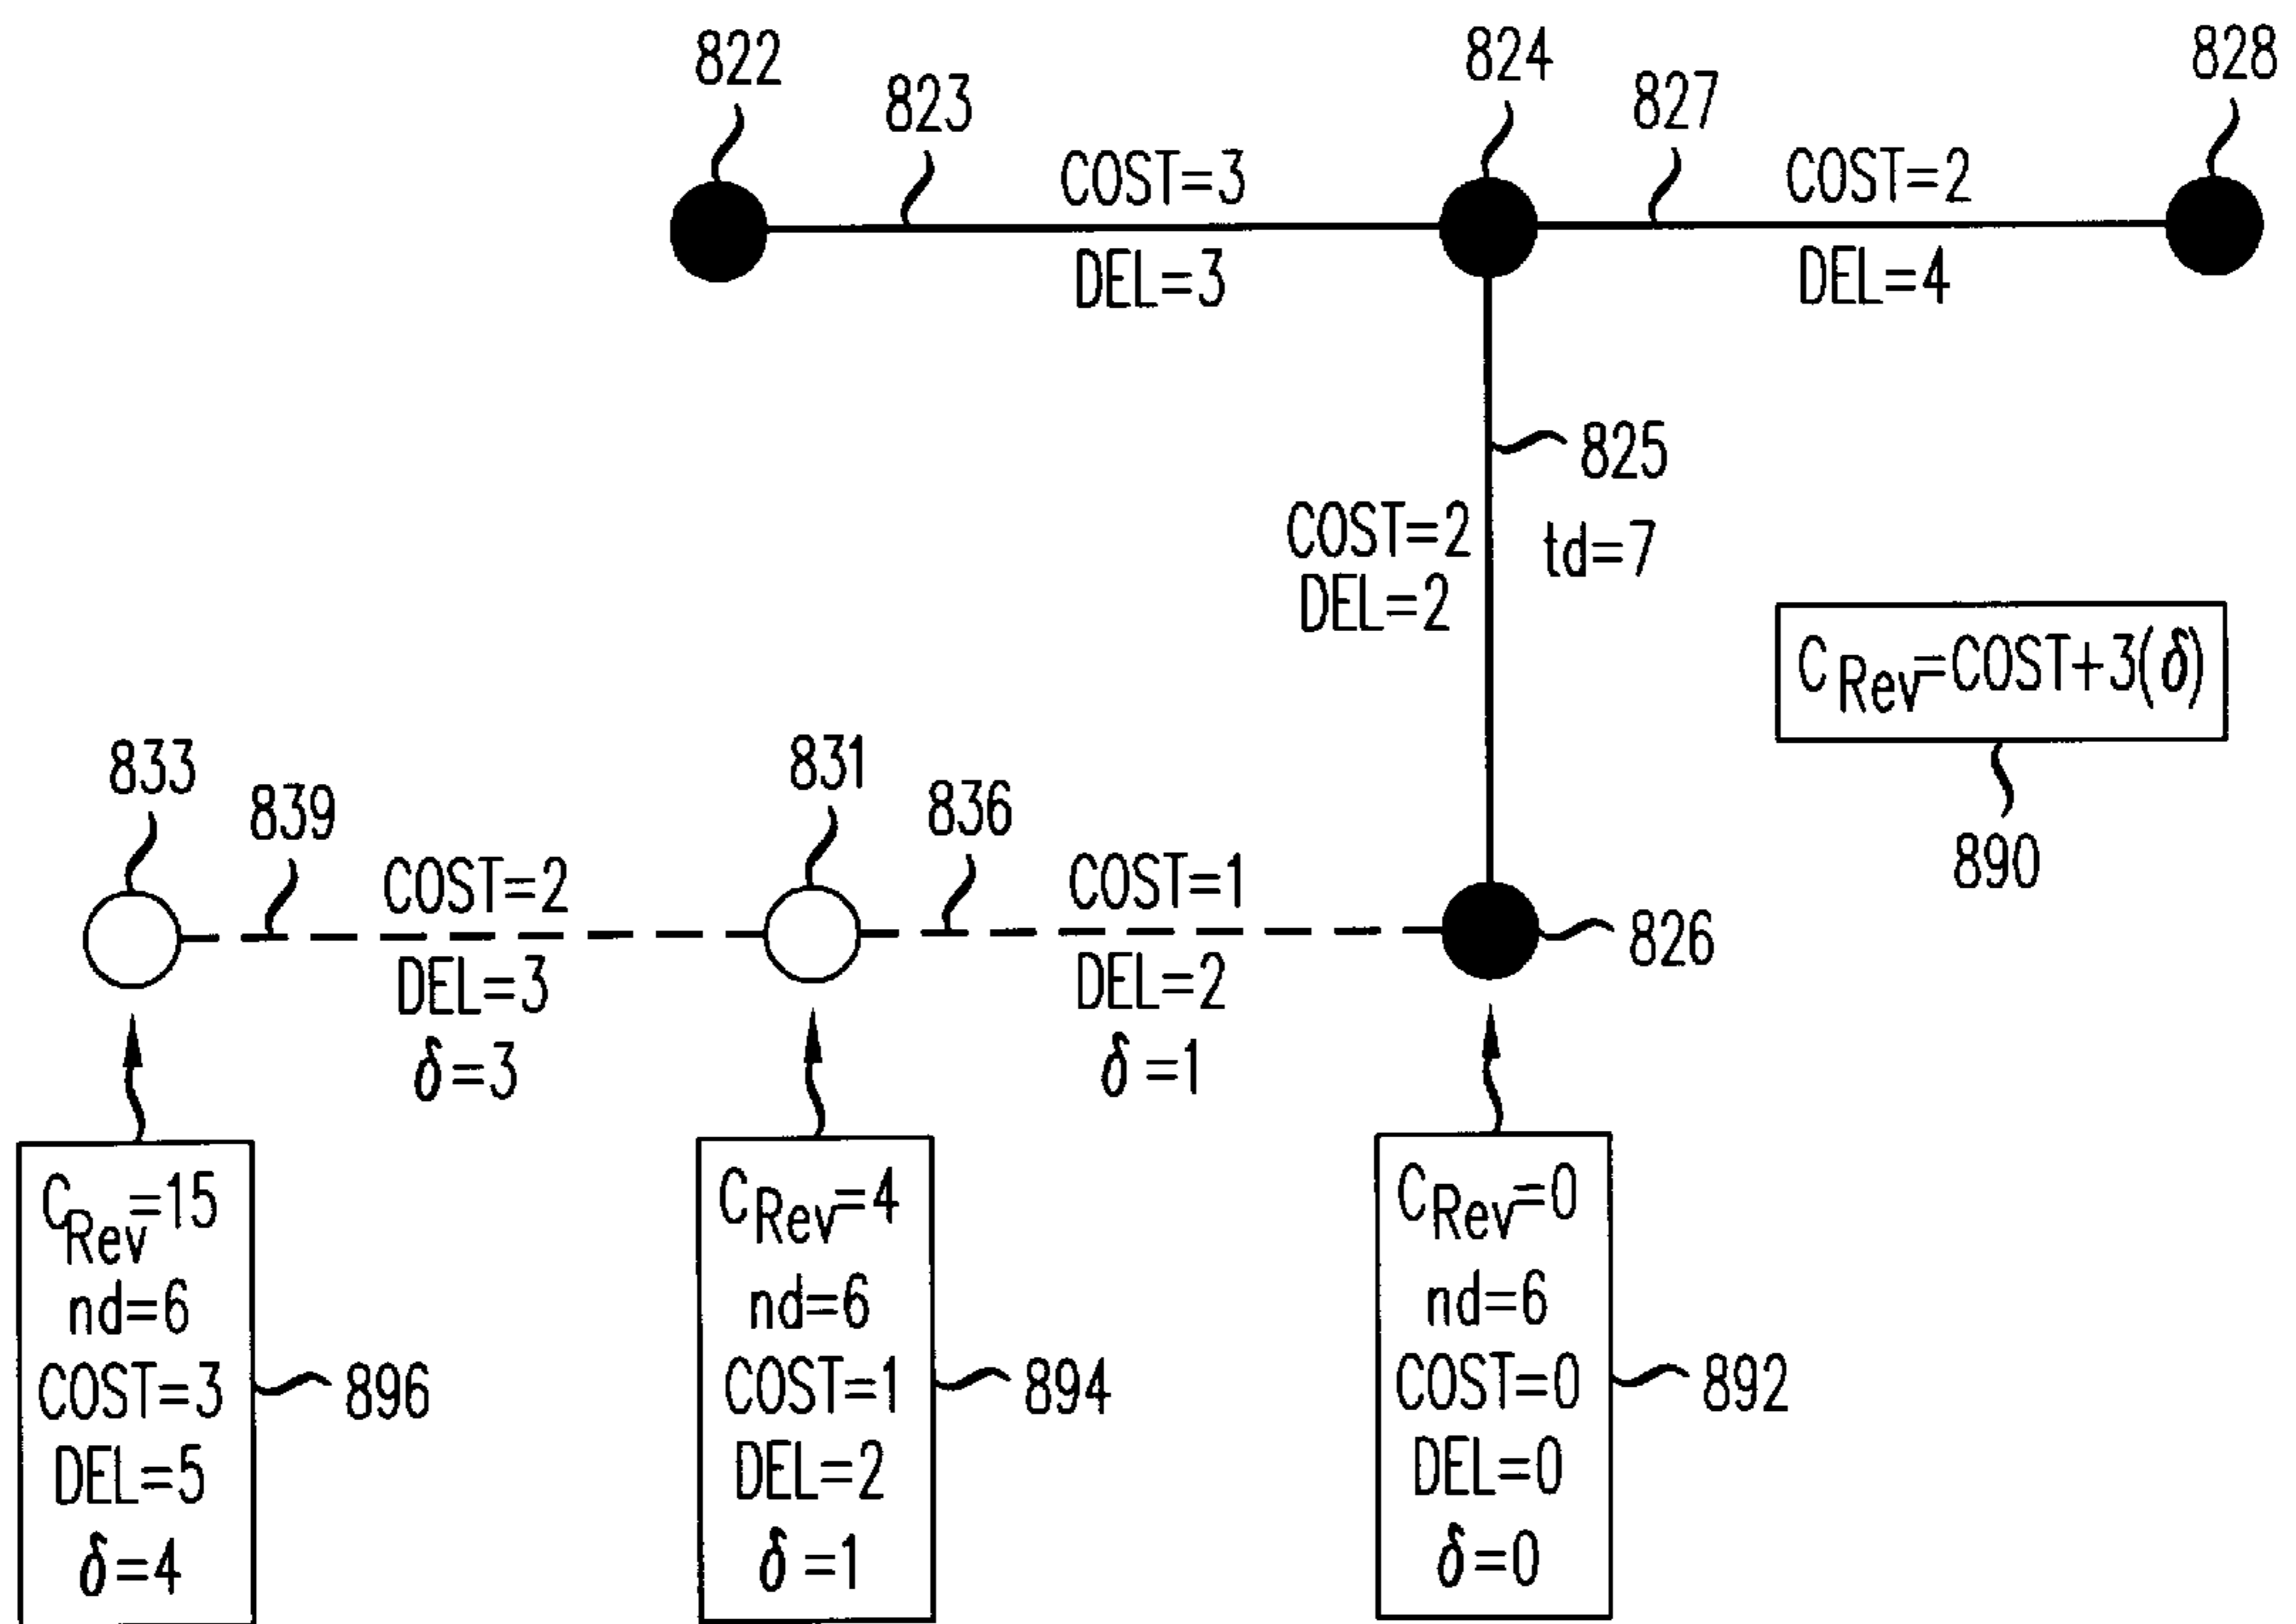 822
824
828
823
827
COST=3
COST=2
DEL=3
DEL=4
825
COST=2
td=7
DEL=2
C Rev=COST+3(δ)
890
833
831
839
836
COST=2
COST=1
826
DEL=3
DEL=2
δ=3
δ=1
CRev=15
nd=6
COST=3
DEL=5
δ=4
896
CRev=4
nd=6
COST=1
DEL=2
δ=1
894
CRev=0
nd=6
COST=0
DEL=0
δ=0
892